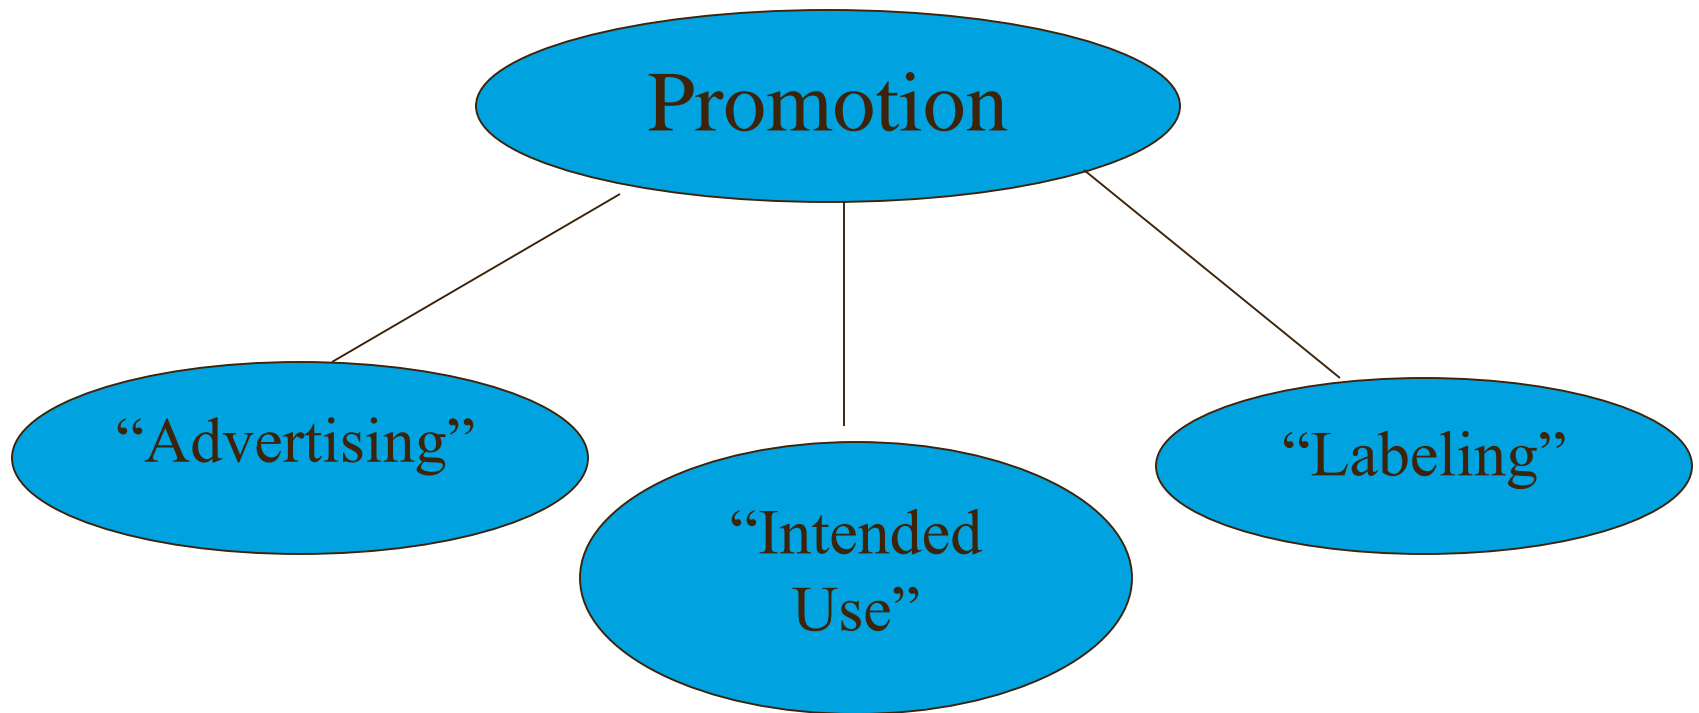 Promotion
“Advertising”
“Intended
Use”
“Labeling”